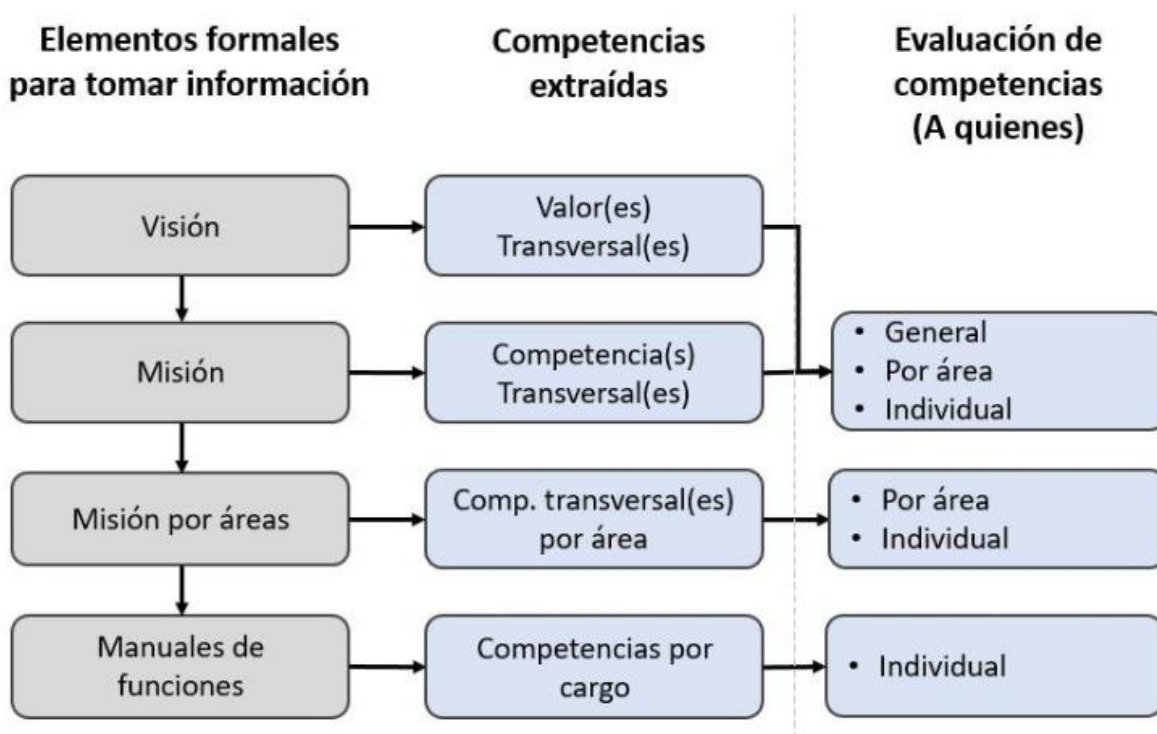 Elementos formales
para tomar información
Competencias
extraídas
Evaluación de
competencias
(A quienes)
Visión
Valor(es)
Transversal(es)
Misión
Competencia(s)
Transversal(es)
• General
• Por área
• Individual
Misión por áreas
Comp. transversal(es)
por área
• Por área
• Individual
Manuales de
funciones
Competencias por
cargo
• Individual